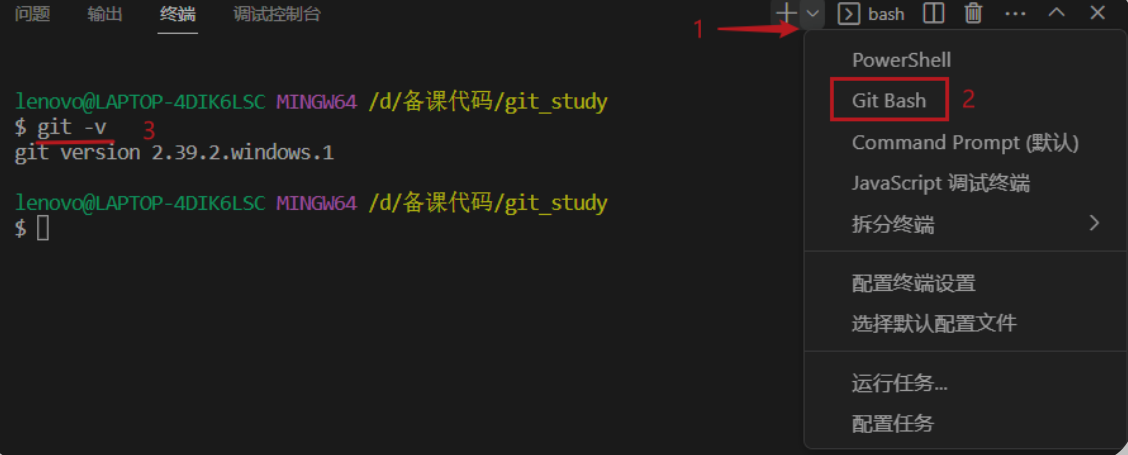 问题 输出 终端 调试控制台 bash
1
PowerShell
lenovo@LAPTOP-4DIK6LSC MINGW64 /d/备课代码/git_study
$ git -v 3
git version 2.39.2.windows.1
lenovo@LAPTOP-4DIK6LSC MINGW64 /d/备课代码/git_study
$
Git Bash 2
Command Prompt (默认)
JavaScript 调试终端
拆分终端
配置终端设置
选择默认配置文件
运行任务...
配置任务